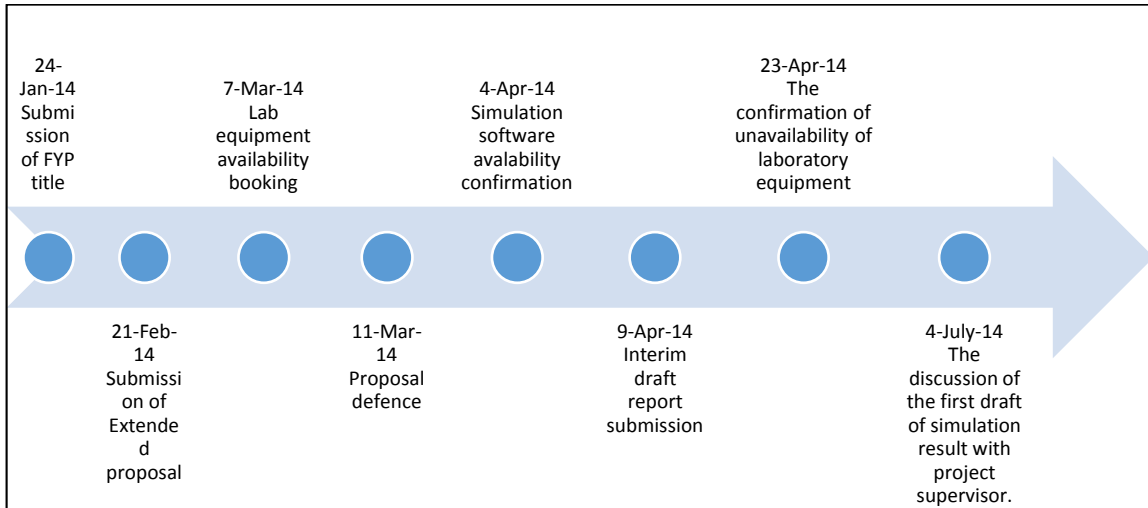 24-
Jan-14
Submi
ssion
of FYP
title
21-Feb-
14
Submissi
on of
Extende
d
proposal
7-Mar-14
Lab
equipment
availability
booking
11-Mar-
14
Proposal
defence
4-Apr-14
Simulation
software
avalability
confirmation
9-Apr-14
Interim
draft
report
submission
23-Apr-14
The
confirmation of
unavailability of
laboratory
equipment
4-July-14
The
discussion of
the first draft
of simulation
result with
project
supervisor.